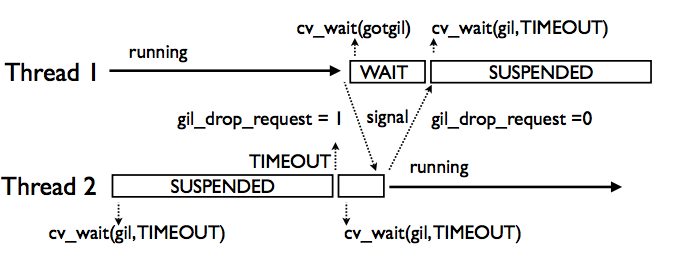 cv_wait(gotgil) cv_wait(gil,TIMEOUT)
running
Thread 1 WAIT SUSPENDED
gil_drop_request = 1 signal gil_drop_request =0
TIMEOUT running
Thread 2 SUSPENDED
cv_wait(gil,TIMEOUT) cv_wait(gil,TIMEOUT)